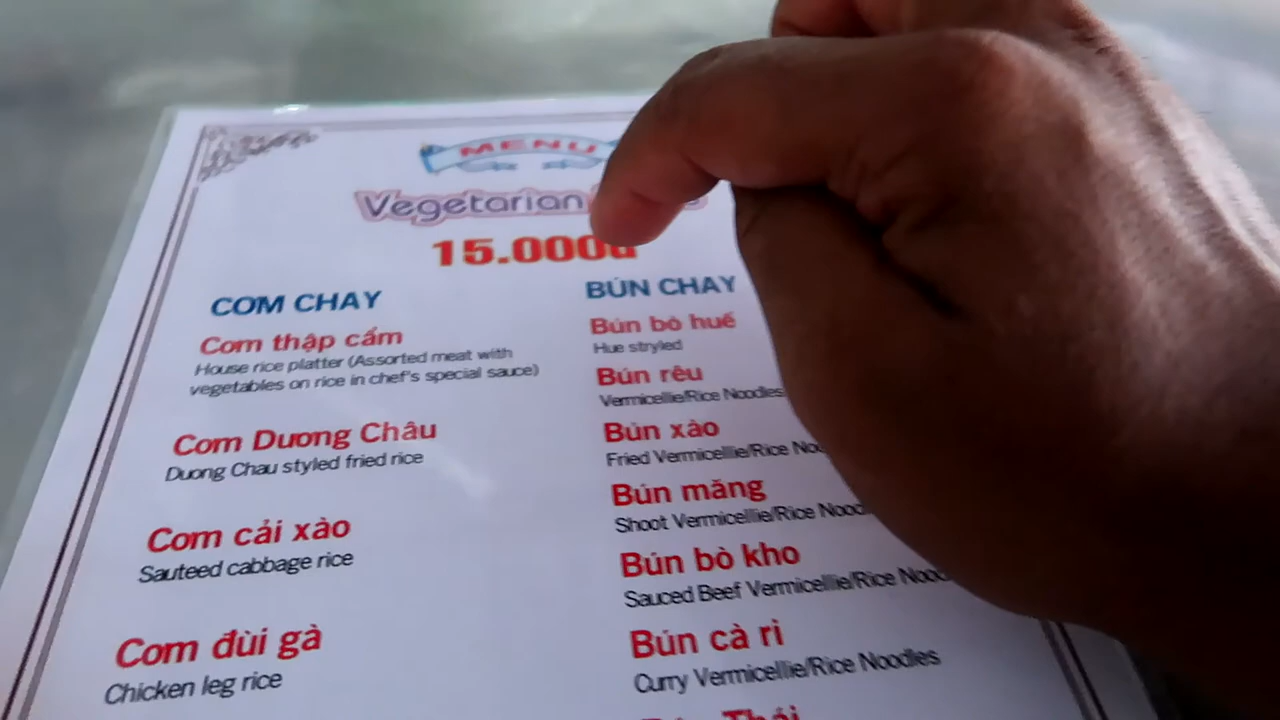 MENU
Vegetarian
15.000đ
COM CHAY
Com thập cẩm
House rice platter (Assorted meat with
vegetables on rice in chef's special sauce)
Com Duong Châu
Duong Chau styled fried rice
Com cải xào
Sauteed cabbage rice
Com đùi gà
Chicken leg rice
BÚN CHAY
Bún bò huế
Hue stryled
Bún rêu
Vermicellie/Rice Noodles
Bún xào
Fried Vermicellie/Rice Noo
Bún măng
Shoot Vermicellie/Rice Nood
Bún bò kho
Sauced Beef Vermicellie/Rice Nood
Bún cà ri
Curry Vermicellie/Rice Noodles
Thái